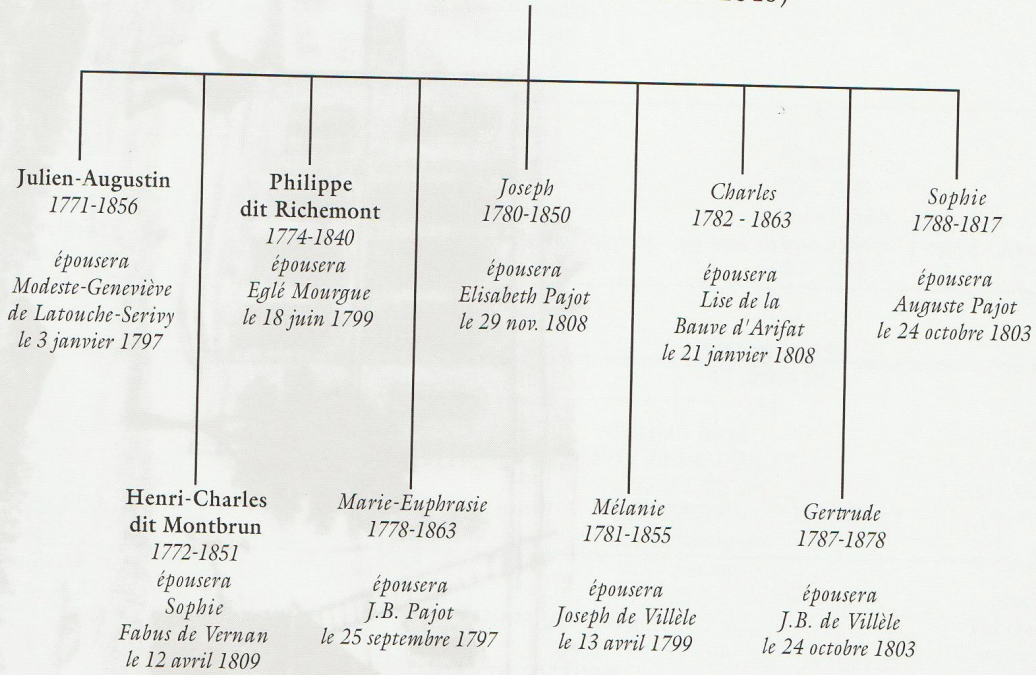 Julien-Augustin
1771-1856
épousera
Modeste-Geneviève
de Latouche-Serivy
le 3 janvier 1797
Philippe
dit Richemont
1774-1840
épousera
Eglé Mourgue
le 18 juin 1799
Joseph
1780-1850
épousera
Elisabeth Pajot
le 29 nov. 1808
Charles
1782 - 1863
épousera
Lise de la
Bauve d'Arifat
le 21 janvier 1808
Sophie
1788-1817
épousera
Auguste Pajot
le 24 octobre 1803
Henri-Charles
dit Montbrun
1772-1851
épousera
Sophie
Fabus de Vernan
le 12 avril 1809
Marie-Euphrasie
1778-1863
épousera
J.B. Pajot
le 25 septembre 1797
Mélanie
1781-1855
épousera
Joseph de Villèle
le 13 avril 1799
Gertrude
1787-1878
épousera
J.B. de Villèle
le 24 octobre 1803